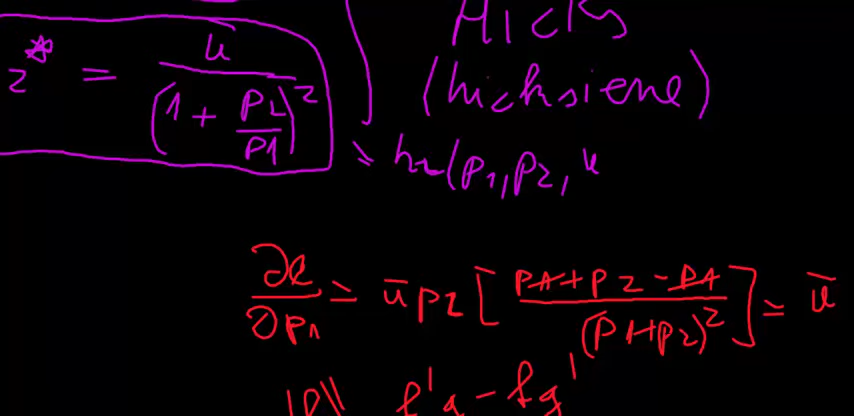 Hicks
z* = u / (1 + p2/p1)^2
(hicksiene)
= h2(p1, p2, u
∂e/∂p1 = ū p2 [ (p1 + p2 - p1) / (p1 + p2)^2 ] = ū
f'g - fg'